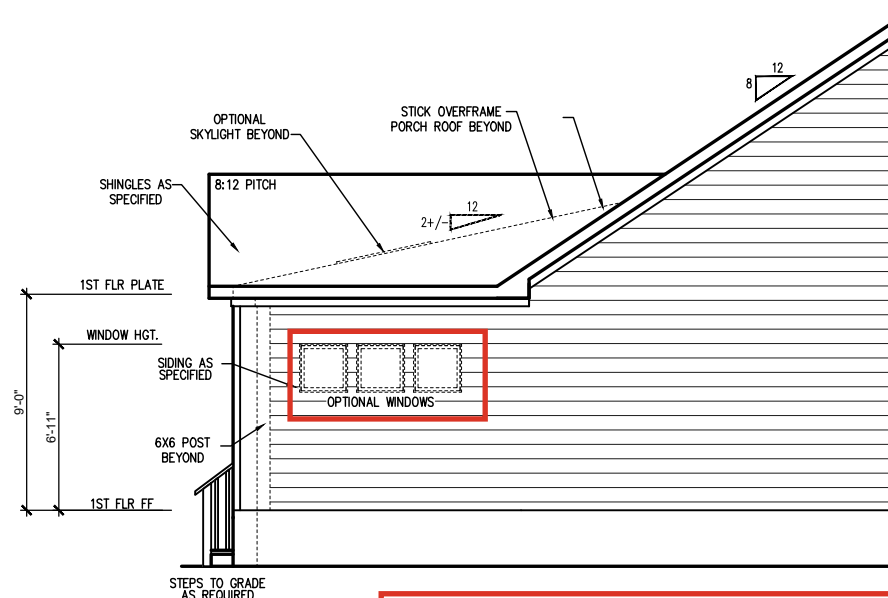 12
8
OPTIONAL
SKYLIGHT BEYOND
STICK OVERFRAME
PORCH ROOF BEYOND
SHINGLES AS
SPECIFIED
8:12 PITCH
12
2+/-
1ST FLR PLATE
WINDOW HGT.
SIDING AS
SPECIFIED
OPTIONAL WINDOWS
9'-0"
6'-11"
6X6 POST
BEYOND
1ST FLR FF
STEPS TO GRADE
AS REQUIRED